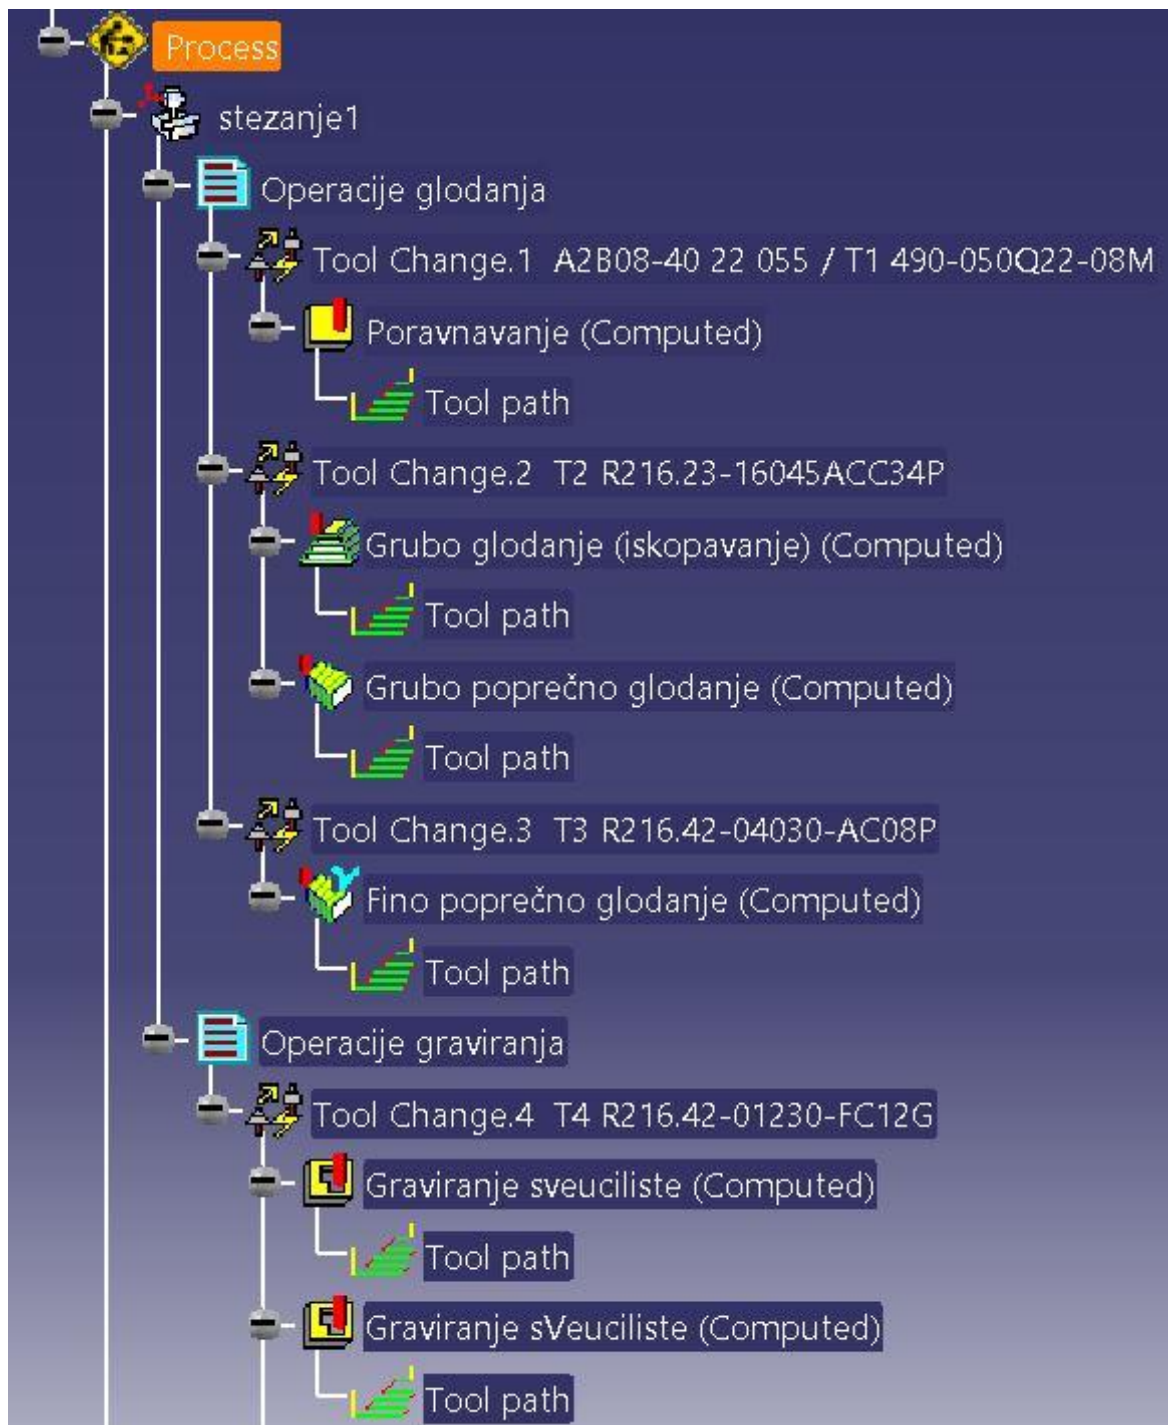 Process
stezanje1
Operacije glodanja
Tool Change.1  A2B08-40 22 055 / T1 490-050Q22-08M
Poravnavanje (Computed)
Tool path
Tool Change.2  T2 R216.23-16045ACC34P
Grubo glodanje (iskopavanje) (Computed)
Tool path
Grubo poprečno glodanje (Computed)
Tool path
Tool Change.3  T3 R216.42-04030-AC08P
Fino poprečno glodanje (Computed)
Tool path
Operacije graviranja
Tool Change.4  T4 R216.42-01230-FC12G
Graviranje sveuciliste (Computed)
Tool path
Graviranje sVeuciliste (Computed)
Tool path